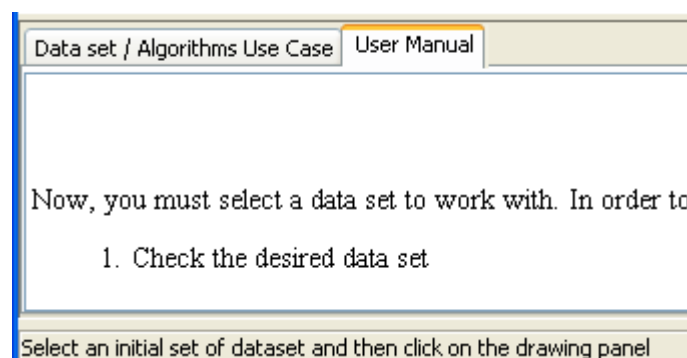 Data set / Algorithms Use Case User Manual
Now, you must select a data set to work with. In order to
1. Check the desired data set
Select an initial set of dataset and then click on the drawing panel